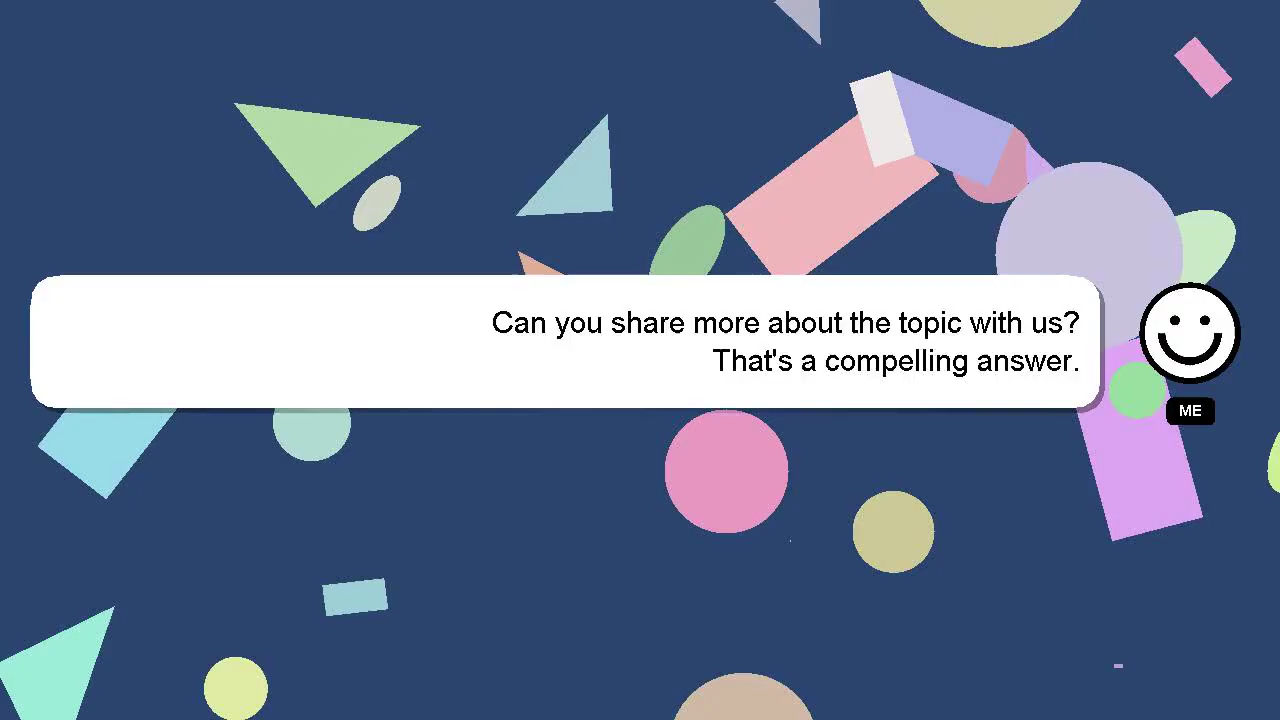 Can you share more about the topic with us?
That's a compelling answer.
ME